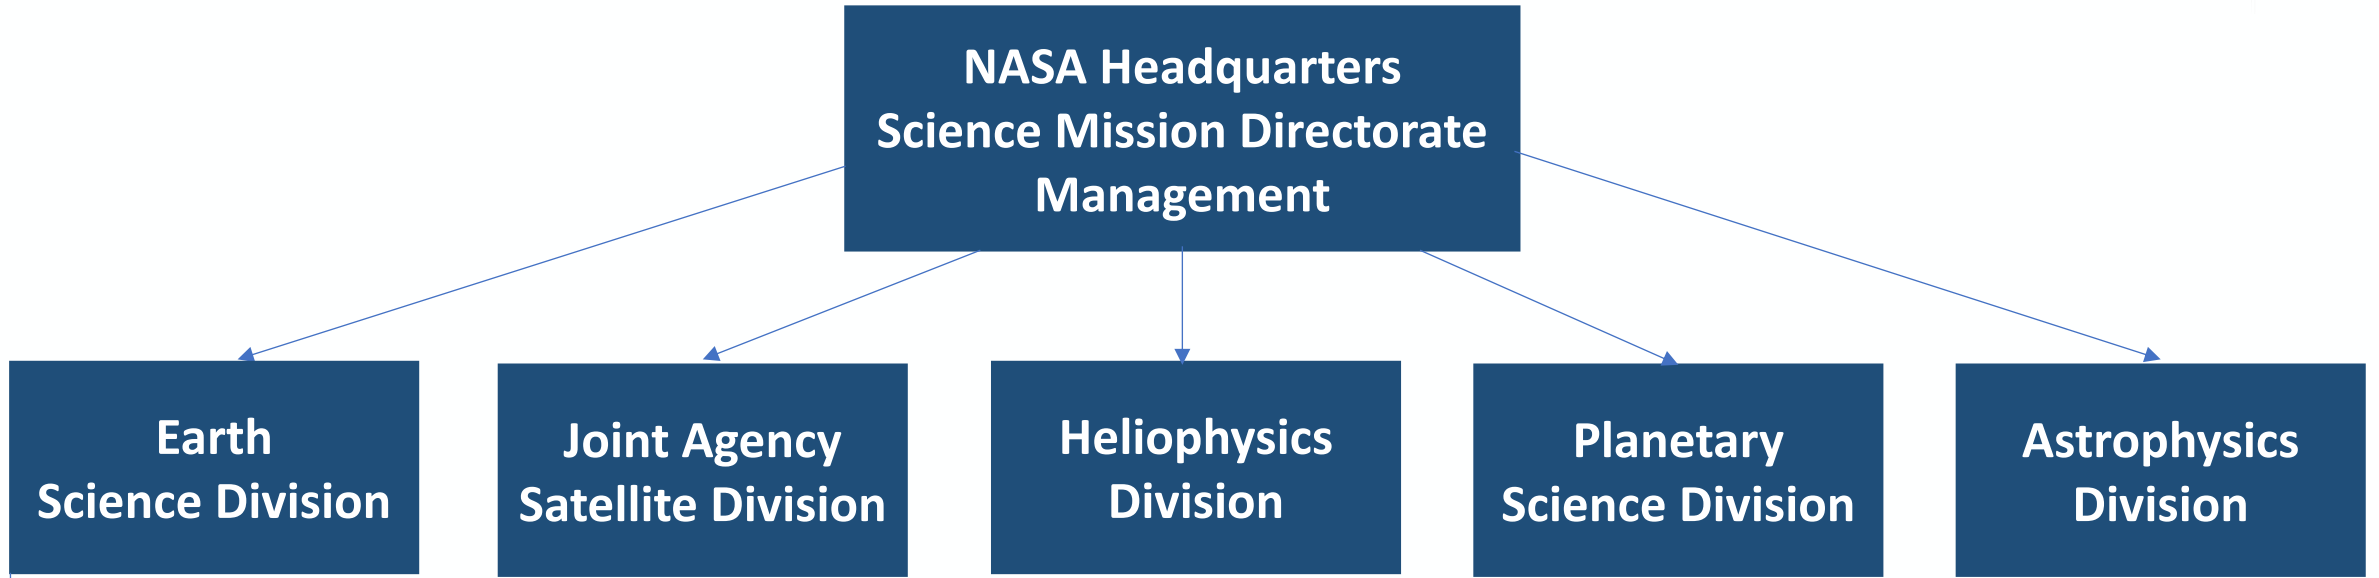 NASA Headquarters
Science Mission Directorate
Management
Earth
Science Division
Joint Agency
Satellite Division
Heliophysics
Division
Planetary
Science Division
Astrophysics
Division